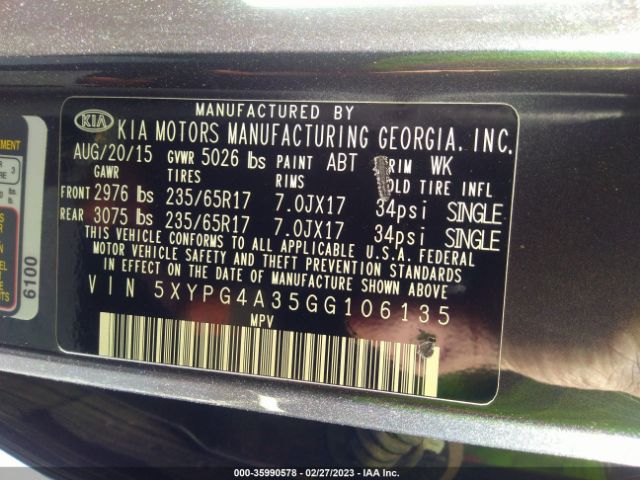 MANUFACTURED BY
KIA KIA MOTORS MANUFACTURING GEORGIA. INC.
AUG/20/15 GVWR 5026 lbs PAINT ABT TRIM WK
GAWR TIRES RIMS COLD TIRE INFL
FRONT 2976 lbs 235/65R17 7.0JX17 34psi SINGLE
REAR 3075 lbs 235/65R17 7.0JX17 34psi SINGLE
THIS VEHICLE CONFORMS TO ALL APPLICABLE U.S.A. FEDERAL
MOTOR VEHICLE SAFETY AND THEFT PREVENTION STANDARDS
IN EFFECT ON THE DATE OF MANUFACTURE SHOWN ABOVE
VIN 5XYPG4A35GG106135
MPV
3
6100
000-35990578 - 02/27/2023 - IAA Inc.